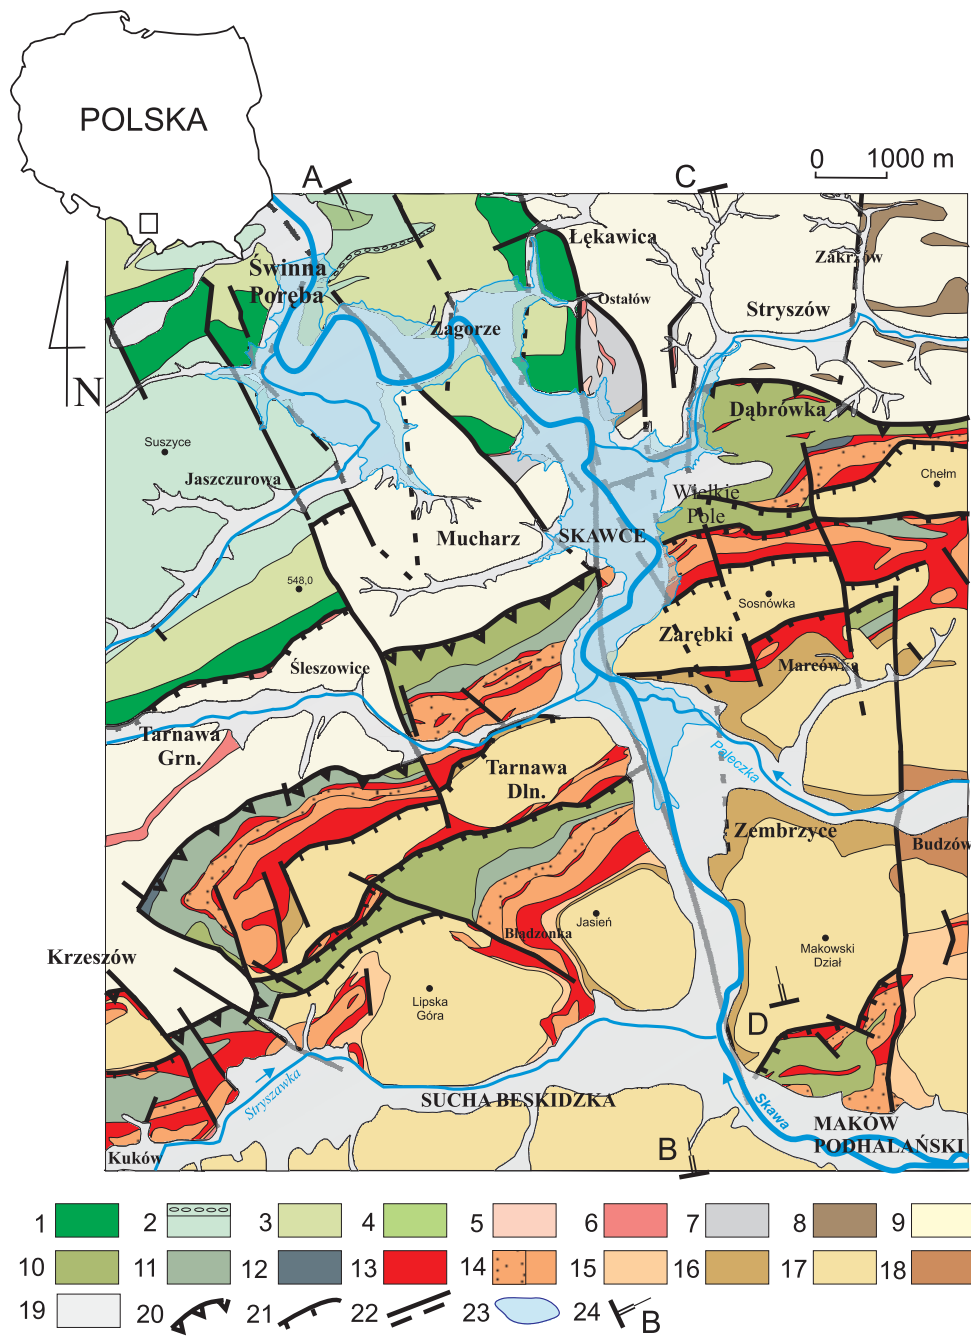 POLSKA
0 1000 m
A
C
Łękawica
Zakrzów
Świnna
Poręba
Ostałów
Stryszów
Zagorze
N
Dąbrówka
Suszyce
Chełm
Jaszczurowa
Wielkie
Pole
Mucharz
SKAWCE
548,0
Sosnówka
Zarębki
Śleszowice
Marcówka
Tarnawa
Grn.
Paleczka
Tarnawa
Dln.
Zembrzyce
Budzów
Jasień
Bładzonka
Krzeszów
Makowski
Dział
Lipska
Góra
D
Stryszawka
SUCHA BESKIDZKA
Skawa
MAKÓW
PODHALAŃSKI
B
Kuków
1 2 3 4 5 6 7 8 9
10 11 12 13 14 15 16 17 18
19 20 21 22 23 24 B